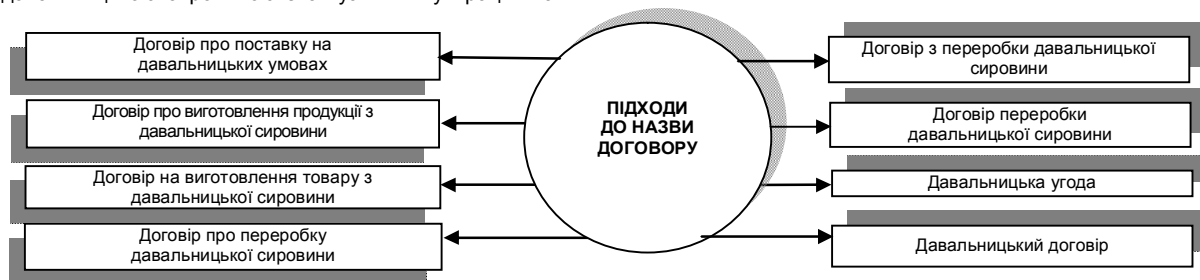 Договір про поставку на
давальницьких умовах
Договір про виготовлення продукції з
давальницької сировини
Договір на виготовлення товару з
давальницької сировини
Договір про переробку
давальницької сировини
ПІДХОДИ
ДО НАЗВИ
ДОГОВОРУ
Договір з переробки давальницької
сировини
Договір переробки
давальницької сировини
Давальницька угода
Давальницький договір